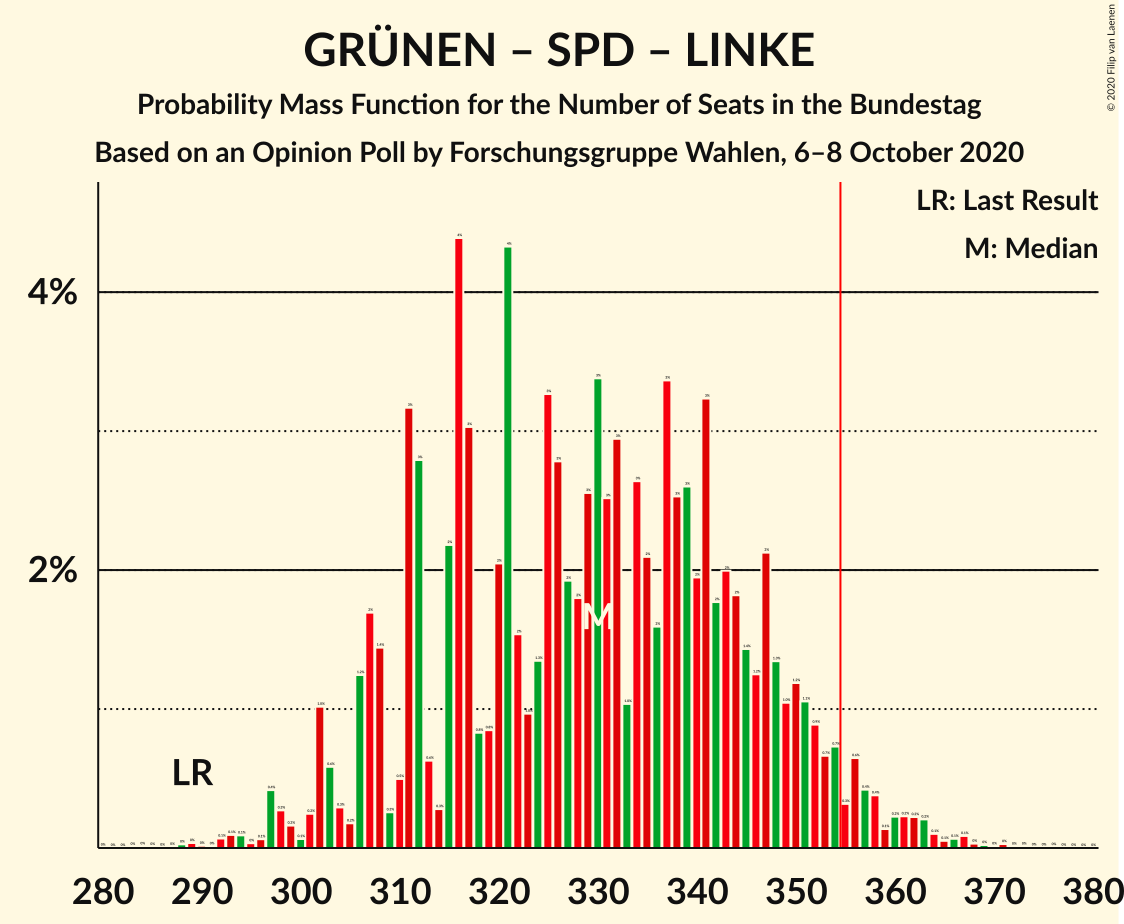 GRÜNEN – SPD – LINKE
Probability Mass Function for the Number of Seats in the Bundestag
Based on an Opinion Poll by Forschungsgruppe Wahlen, 6–8 October 2020
© 2020 Filip van Laenen
LR: Last Result
M: Median
4%
2%
LR
M
280 290 300 310 320 330 340 350 360 370 380